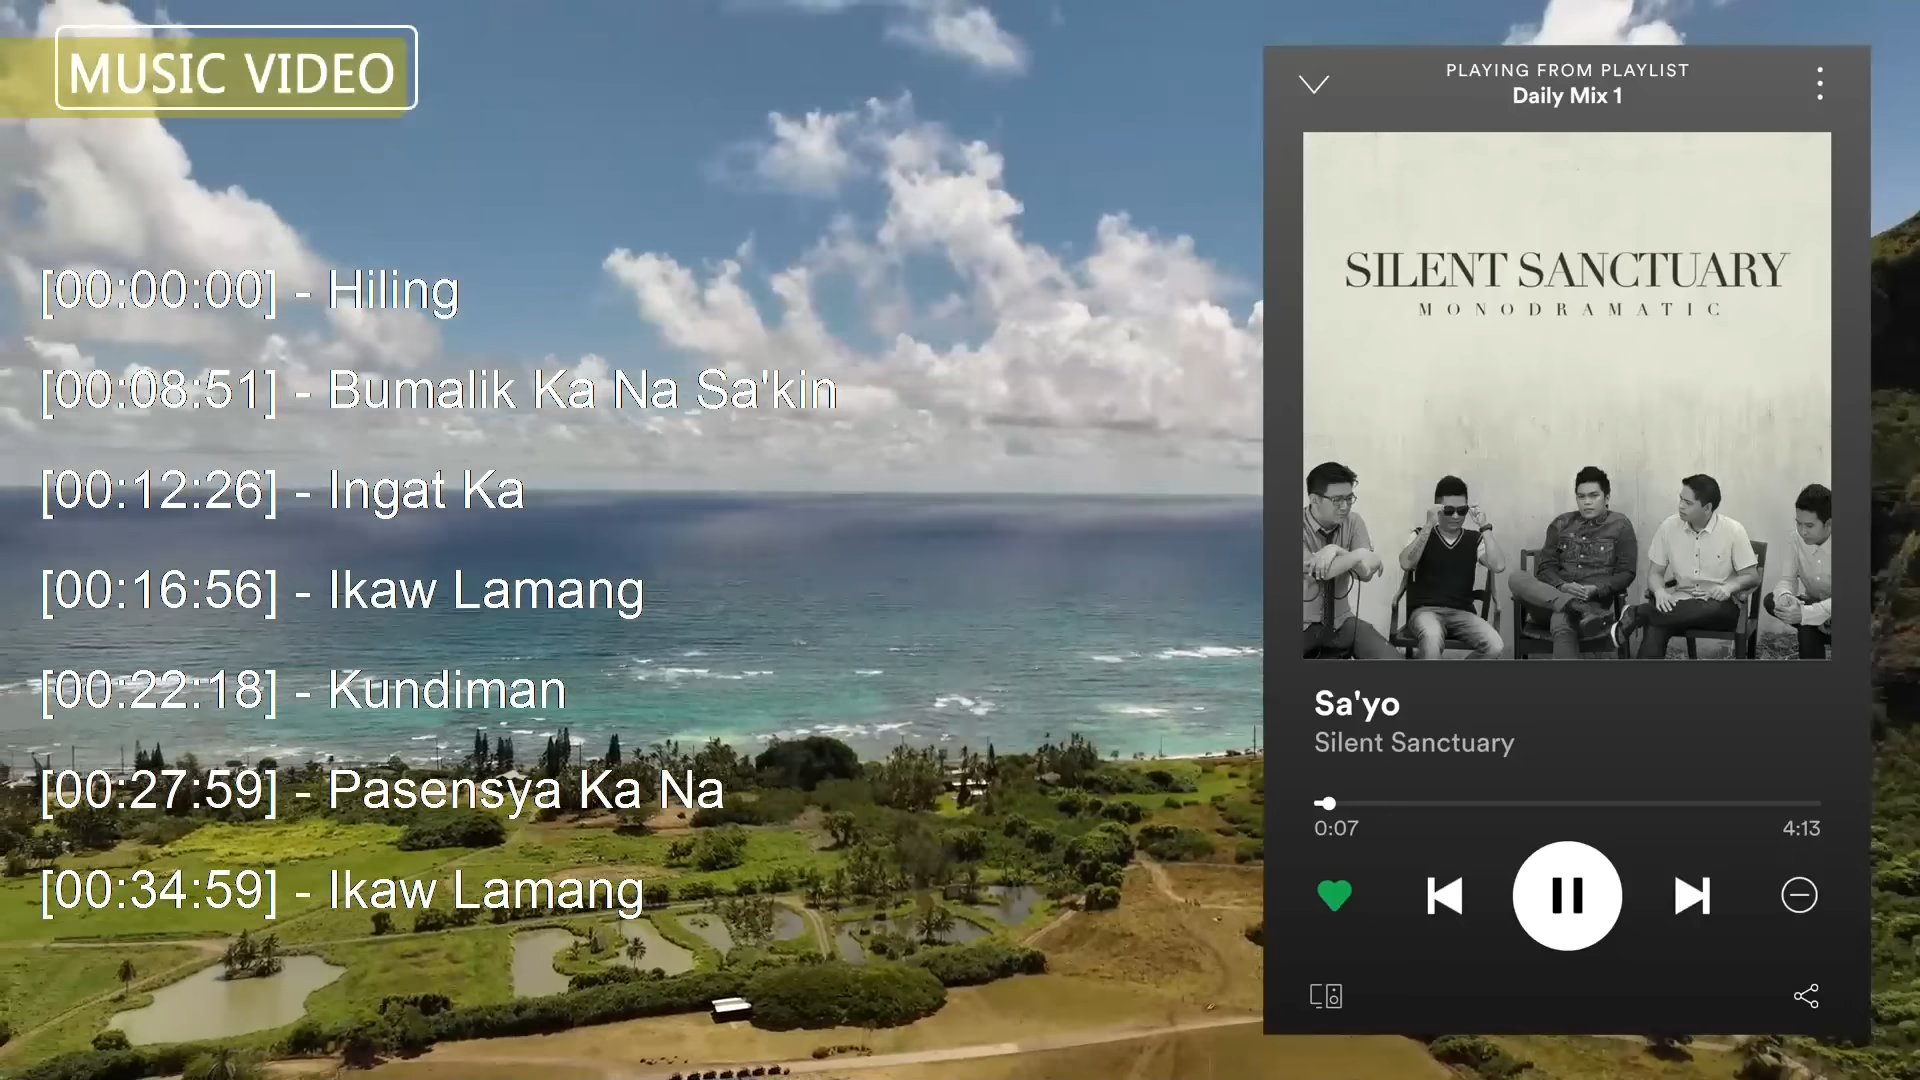 MUSIC VIDEO
[00:00:00] - Hiling
[00:08:51] - Bumalik Ka Na Sa'kin
[00:12:26] - Ingat Ka
[00:16:56] - Ikaw Lamang
[00:22:18] - Kundiman
[00:27:59] - Pasensya Ka Na
[00:34:59] - Ikaw Lamang
PLAYING FROM PLAYLIST
Daily Mix 1
SILENT SANCTUARY
MONODRAMATIC
Sa'yo
Silent Sanctuary
0:07 4:13